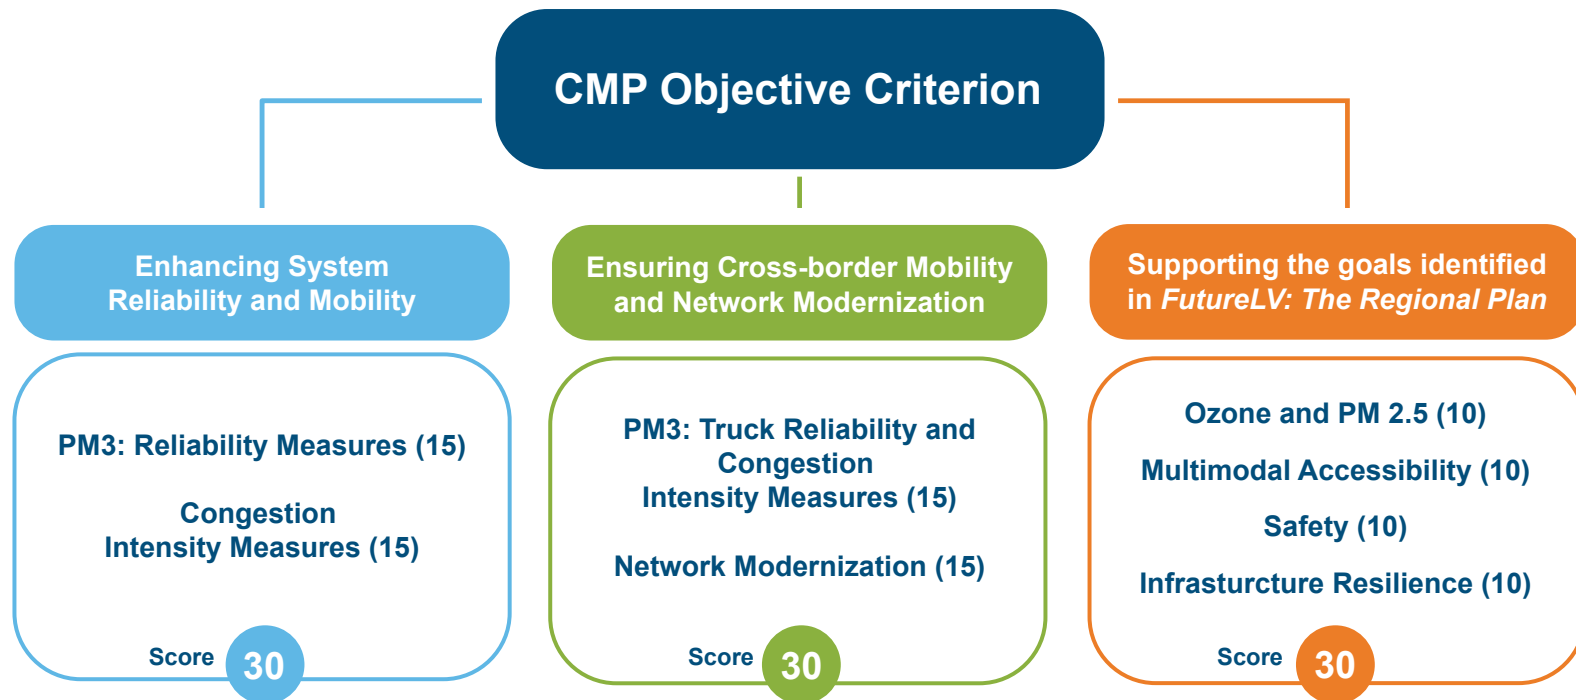 CMP Objective Criterion
Enhancing System
Reliability and Mobility
PM3: Reliability Measures (15)
Congestion
Intensity Measures (15)
Score 30
Ensuring Cross-border Mobility
and Network Modernization
PM3: Truck Reliability and
Congestion
Intensity Measures (15)
Network Modernization (15)
Score 30
Supporting the goals identified
in FutureLV: The Regional Plan
Ozone and PM 2.5 (10)
Multimodal Accessibility (10)
Safety (10)
Infrasturcture Resilience (10)
Score 30